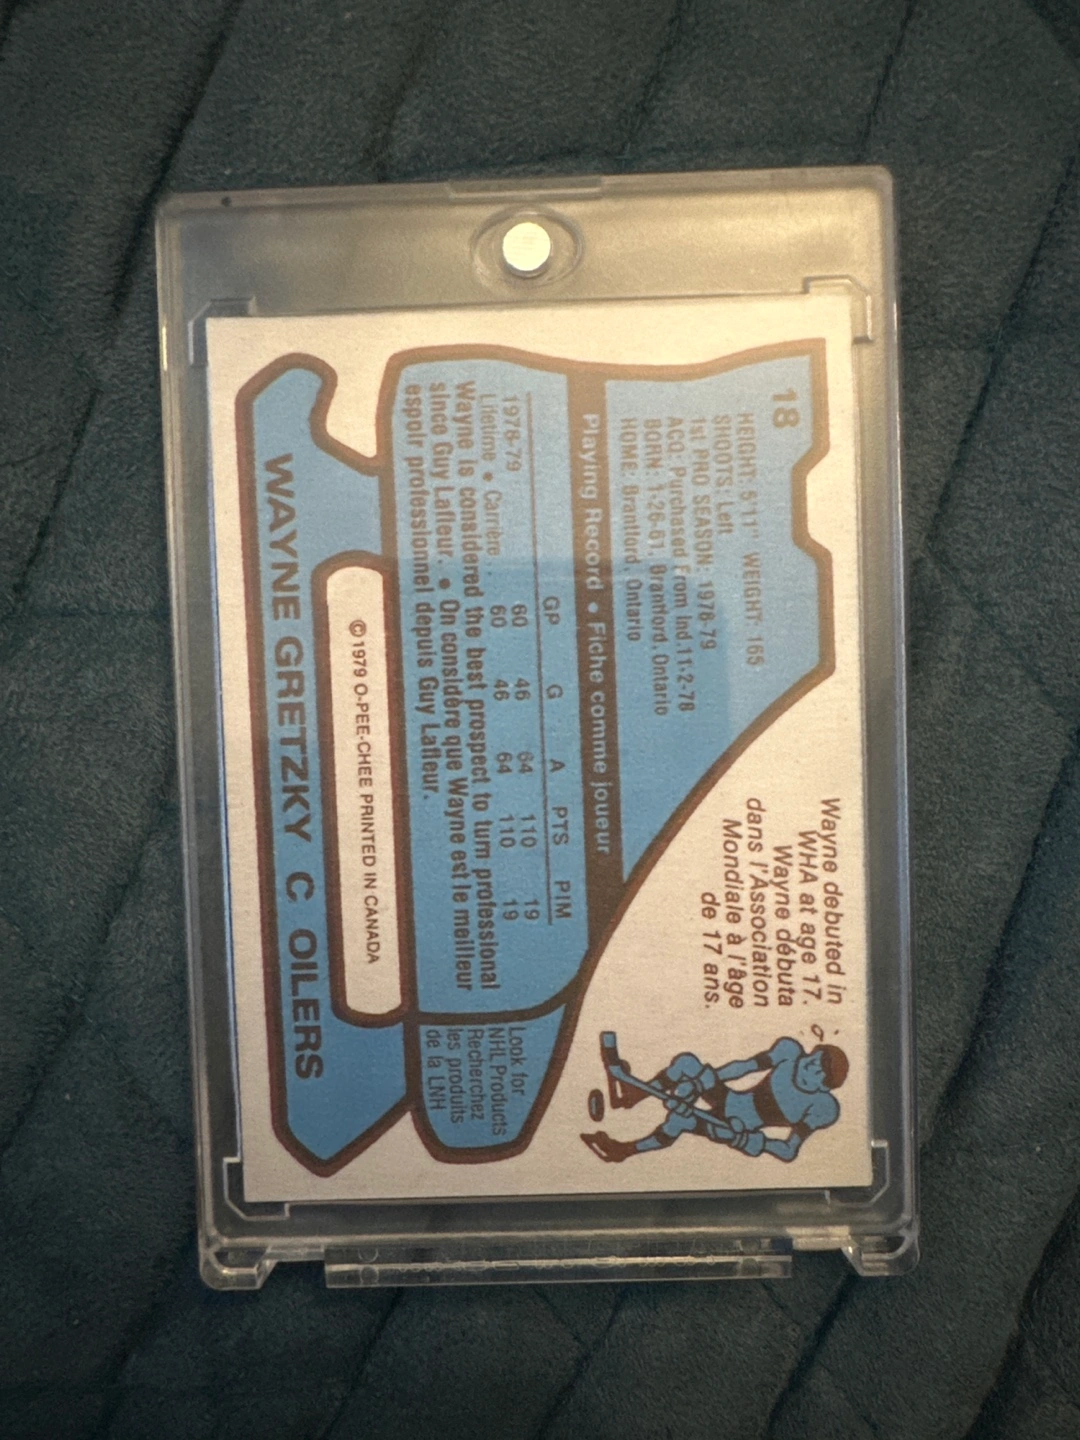 18
HEIGHT: 5'11" WEIGHT: 165
SHOOTS: Left
1st PRO SEASON: 1978-79
ACQ: Purchased From Ind. 11-2-78
BORN: 1-26-61, Brantford, Ontario
HOME: Brantford, Ontario
Wayne debuted in
WHA at age 17.
Wayne débuta
dans l'Association
Mondiale à l'âge
de 17 ans.
Playing Record • Fiche comme joueur
GP G A PTS PIM
1978-79 60 46 64 110 19
Lifetime • Carrière . . 60 46 64 110 19
Wayne is considered the best prospect to turn professional
since Guy Lafleur. • On considère que Wayne est le meilleur
espoir professionnel depuis Guy Lafleur.
Look for
NHL Products
Recherchez
les produits
de la LNH
©1979 O-PEE-CHEE PRINTED IN CANADA
WAYNE GRETZKY C OILERS